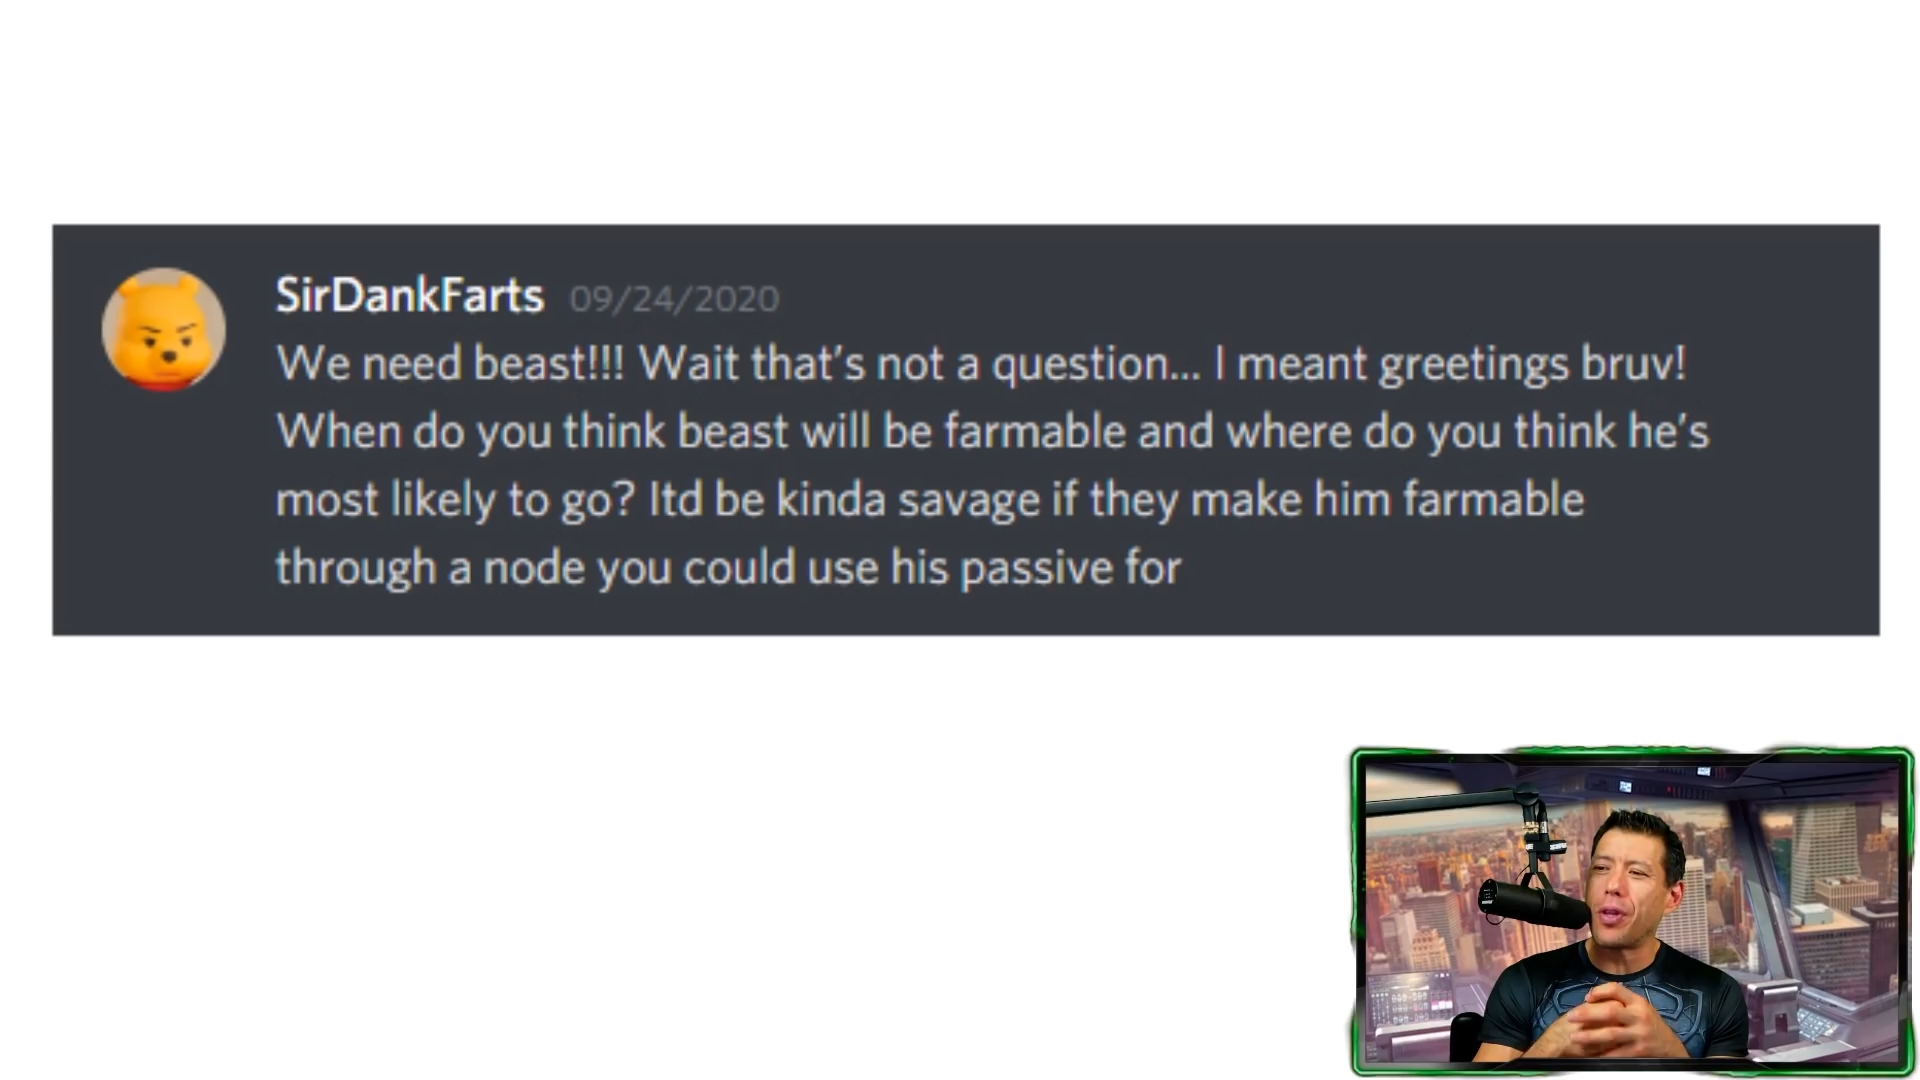 SirDankFarts 09/24/2020
We need beast!!! Wait that's not a question... I meant greetings bruv!
When do you think beast will be farmable and where do you think he's
most likely to go? Itd be kinda savage if they make him farmable
through a node you could use his passive for